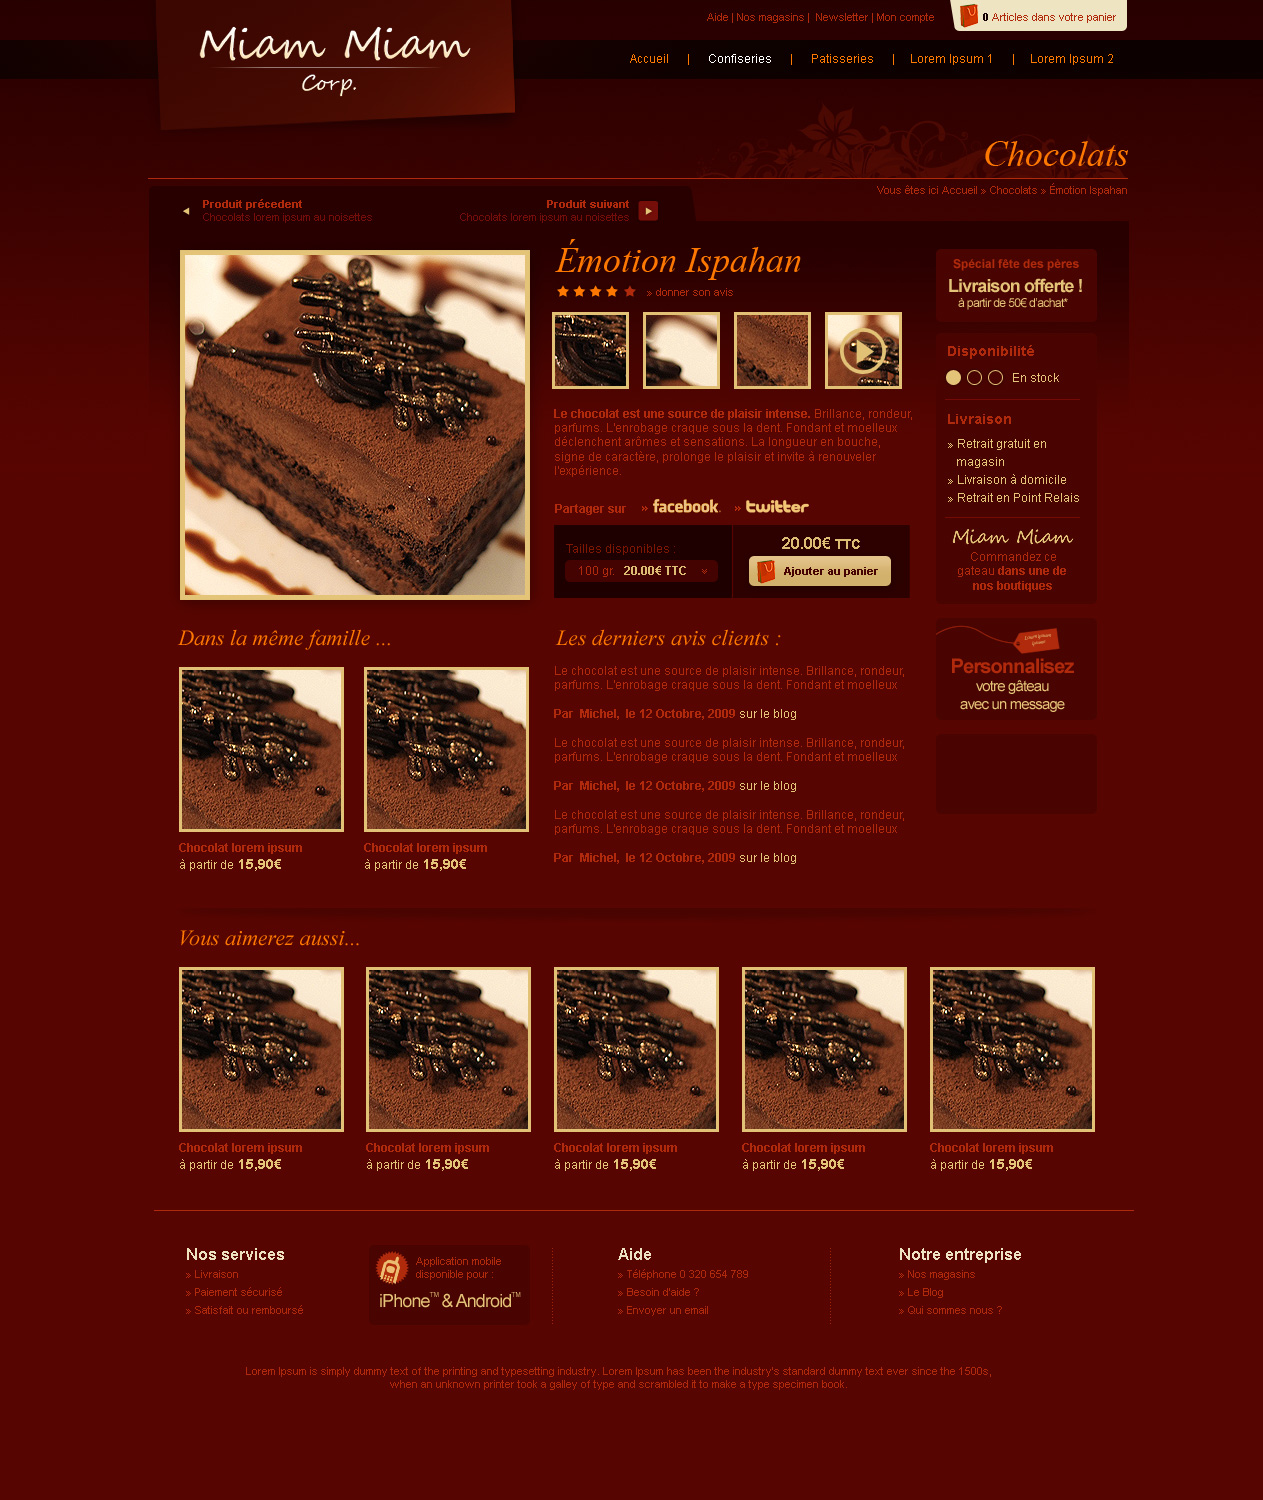 Miam Miam
Corp.
Aide | Nos magasins | Newsletter | Mon compte
0 Articles dans votre panier
Accueil | Confiseries | Patisseries | Lorem Ipsum 1 | Lorem Ipsum 2
Chocolats
Vous êtes ici Accueil » Chocolats » Émotion Ispahan
Produit précedent
Chocolats lorem ipsum au noisettes
Produit suivant
Chocolats lorem ipsum au noisettes
Émotion Ispahan
» donner son avis
Le chocolat est une source de plaisir intense. Brillance, rondeur,
parfums. L'enrobage craque sous la dent. Fondant et moelleux
déclenchent arômes et sensations. La longueur en bouche,
signe de caractère, prolonge le plaisir et invite à renouveler
l'expérience.
Partager sur » facebook. » twitter
Tailles disponibles :
100 gr. 20.00€ TTC
20.00€ TTC
Ajouter au panier
Spécial fête des pères
Livraison offerte !
à partir de 50€ d'achat*
Disponibilité
En stock
Livraison
» Retrait gratuit en
magasin
» Livraison à domicile
» Retrait en Point Relais
Miam Miam
Commandez ce
gateau dans une de
nos boutiques
Personnalisez
votre gâteau
avec un message
Dans la même famille ...
Chocolat lorem ipsum
à partir de 15,90€
Chocolat lorem ipsum
à partir de 15,90€
Les derniers avis clients :
Le chocolat est une source de plaisir intense. Brillance, rondeur,
parfums. L'enrobage craque sous la dent. Fondant et moelleux
Par Michel, le 12 Octobre, 2009 sur le blog
Le chocolat est une source de plaisir intense. Brillance, rondeur,
parfums. L'enrobage craque sous la dent. Fondant et moelleux
Par Michel, le 12 Octobre, 2009 sur le blog
Le chocolat est une source de plaisir intense. Brillance, rondeur,
parfums. L'enrobage craque sous la dent. Fondant et moelleux
Par Michel, le 12 Octobre, 2009 sur le blog
Vous aimerez aussi...
Chocolat lorem ipsum
à partir de 15,90€
Chocolat lorem ipsum
à partir de 15,90€
Chocolat lorem ipsum
à partir de 15,90€
Chocolat lorem ipsum
à partir de 15,90€
Chocolat lorem ipsum
à partir de 15,90€
Nos services
» Livraison
» Paiement sécurisé
» Satisfait ou remboursé
Application mobile
disponible pour :
iPhone™ & Android™
Aide
» Téléphone 0 320 654 789
» Besoin d'aide ?
» Envoyer un email
Notre entreprise
» Nos magasins
» Le Blog
» Qui sommes nous ?
Lorem Ipsum is simply dummy text of the printing and typesetting industry. Lorem Ipsum has been the industry's standard dummy text ever since the 1500s,
when an unknown printer took a galley of type and scrambled it to make a type specimen book.